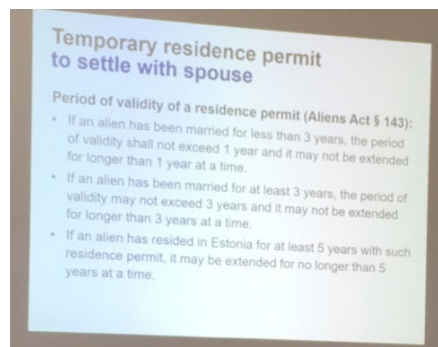 Temporary residence permit
to settle with spouse
Period of validity of a residence permit (Aliens Act § 143):
• If an alien has been married for less than 3 years, the period
of validity shall not exceed 1 year and it may not be extended
for longer than 1 year at a time.
• If an alien has been married for at least 3 years, the period of
validity may not exceed 3 years and it may not be extended
for longer than 3 years at a time.
• If an alien has resided in Estonia for at least 5 years with such
residence permit, it may be extended for no longer than 5
years at a time.